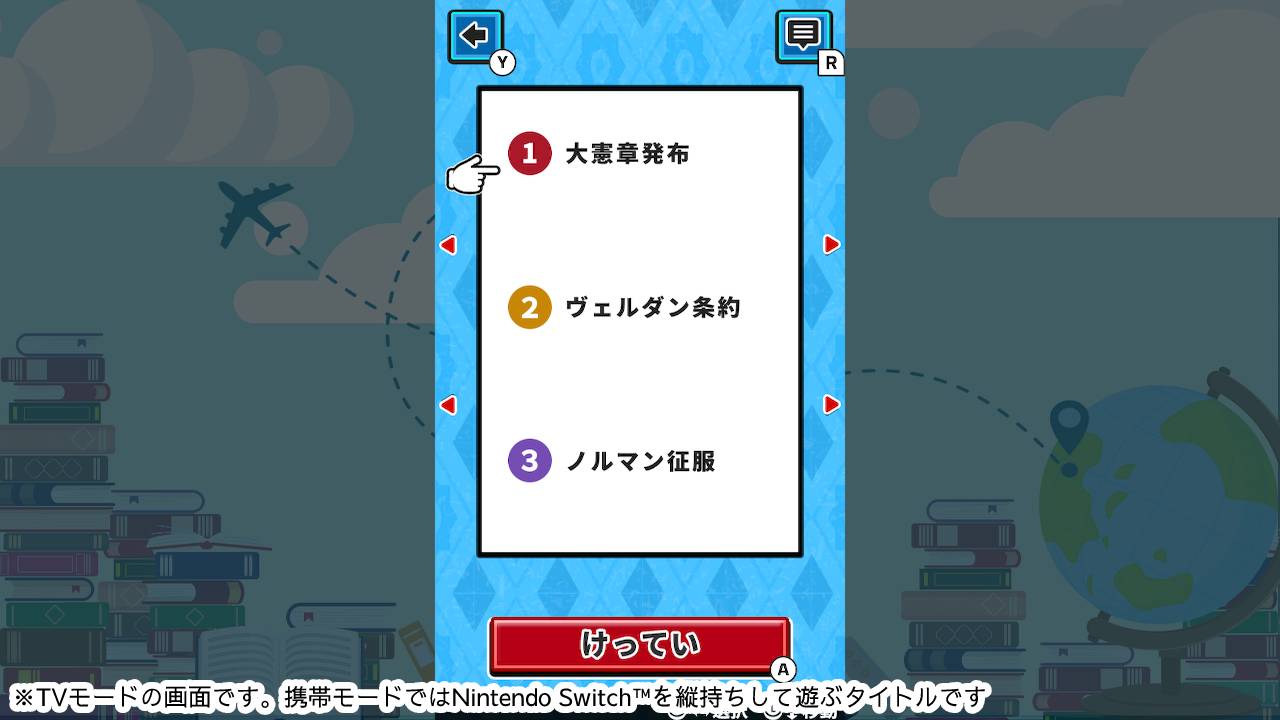 Y
R
1 大憲章発布
2 ヴェルダン条約
3 ノルマン征服
けってい
A
※TVモードの画面です。携帯モードではNintendo Switch™を縦持ちして遊ぶタイトルです